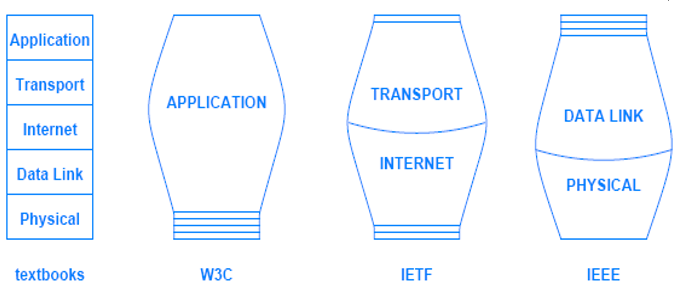 Application
Transport
Internet
Data Link
Physical
textbooks
APPLICATION
W3C
TRANSPORT
INTERNET
IETF
DATA LINK
PHYSICAL
IEEE